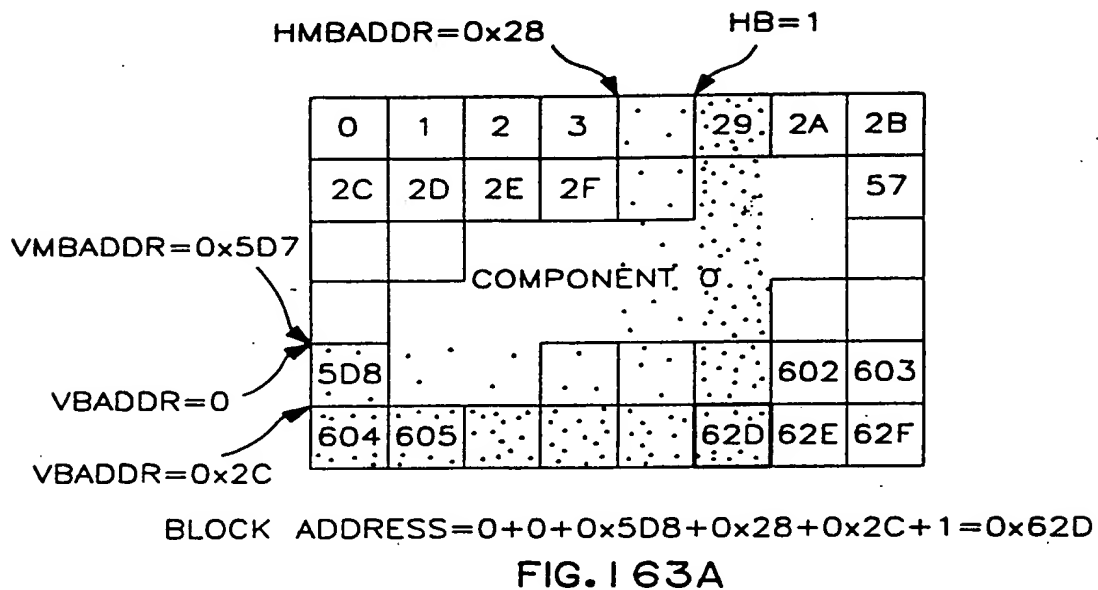 HMBADDR=0x28
HB=1
0 1 2 3 29 2A 2B
2C 2D 2E 2F 57
VMBADDR=0x5D7
COMPONENT 0
5D8 602 603
VBADDR=0
604 605 62D 62E 62F
VBADDR=0x2C
BLOCK ADDRESS=0+0+0x5D8+0x28+0x2C+1=0x62D
FIG.163A